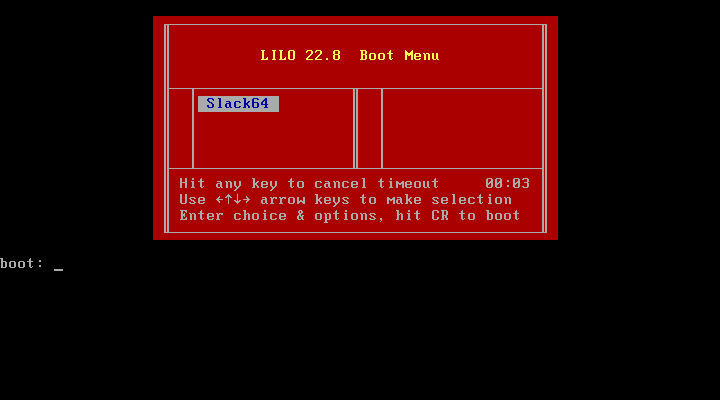 LILO 22.8  Boot Menu
Slack64
Hit any key to cancel timeout     00:03
Use ←↑↓→ arrow keys to make selection
Enter choice & options, hit CR to boot
boot: _